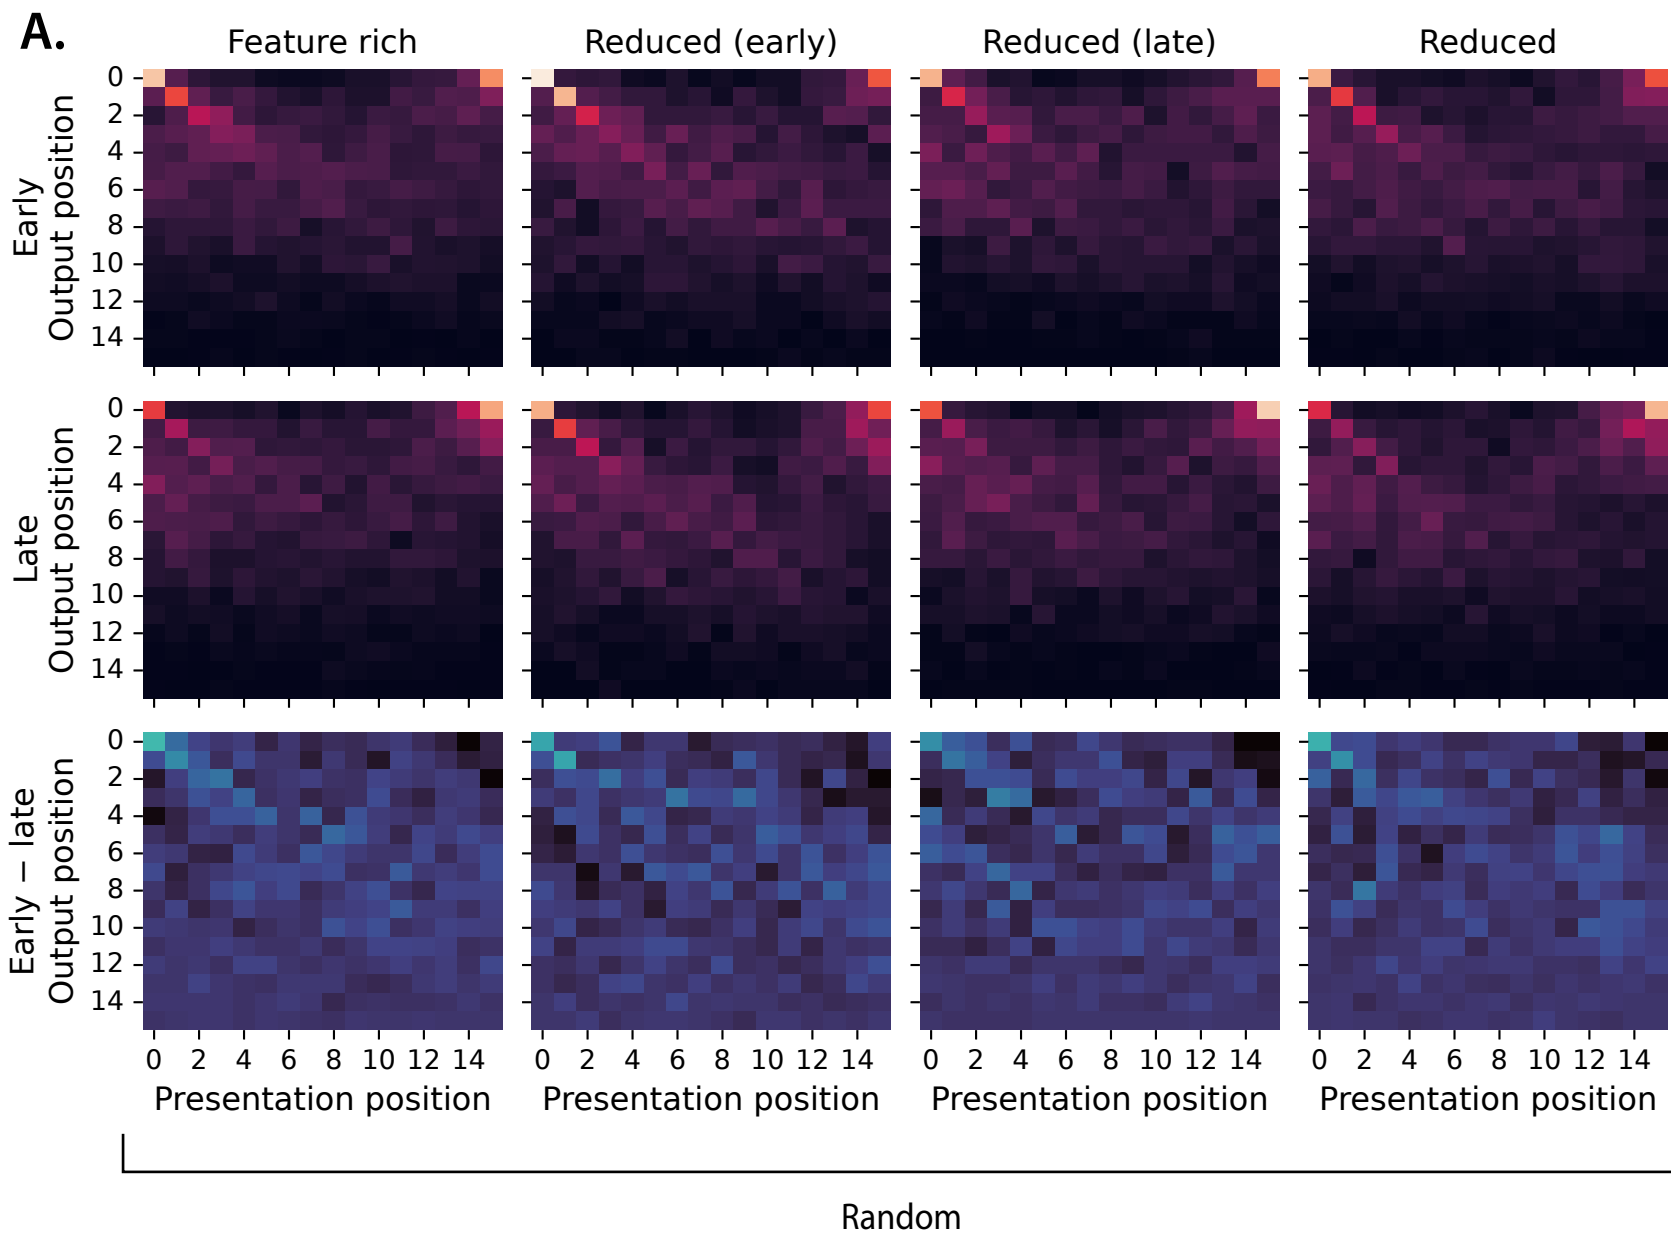 A.
Feature rich Reduced (early) Reduced (late) Reduced
Early
Output position
0
2
4
6
8
10
12
14
Late
Output position
0
2
4
6
8
10
12
14
Early − late
Output position
0
2
4
6
8
10
12
14
0 2 4 6 8 10 12 14 0 2 4 6 8 10 12 14 0 2 4 6 8 10 12 14 0 2 4 6 8 10 12 14
Presentation position Presentation position Presentation position Presentation position
Random